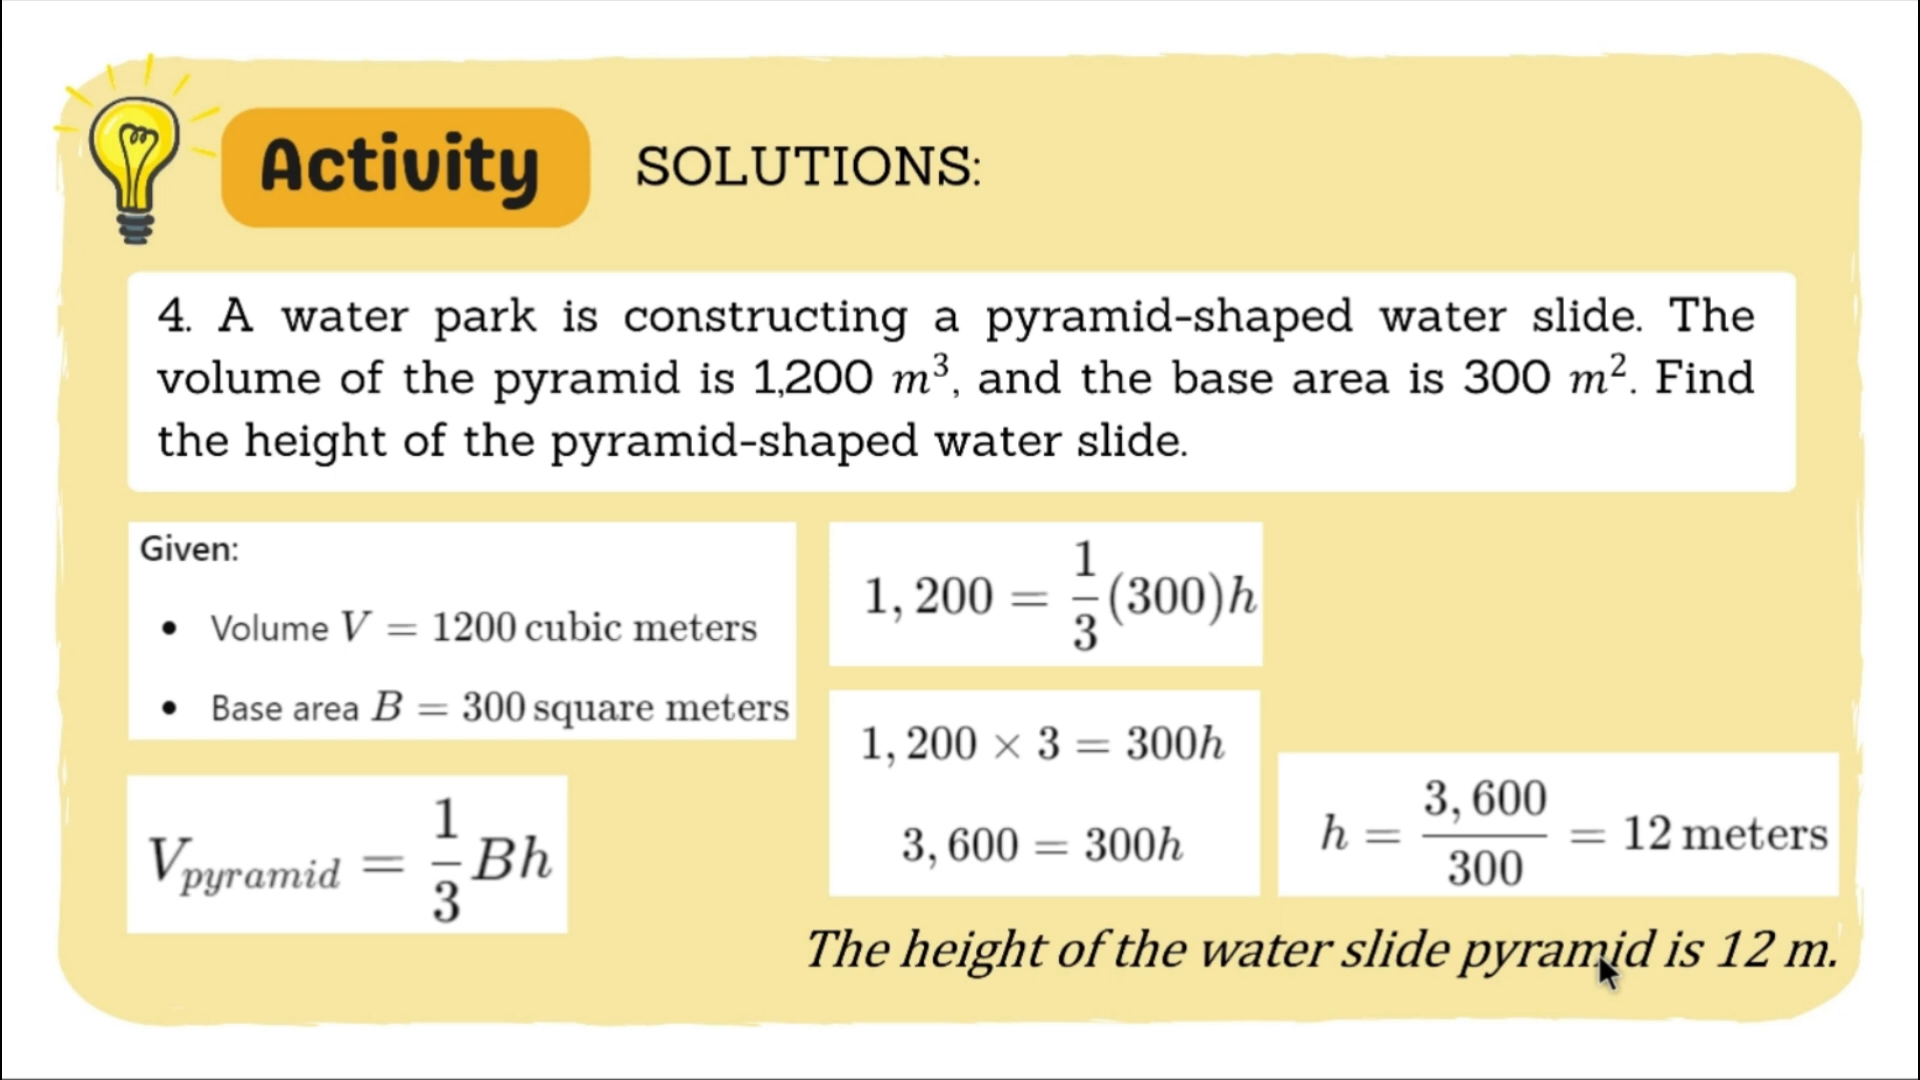 Activity
SOLUTIONS:
4. A water park is constructing a pyramid-shaped water slide. The
volume of the pyramid is 1,200 m³, and the base area is 300 m². Find
the height of the pyramid-shaped water slide.
Given:
• Volume V = 1200 cubic meters
• Base area B = 300 square meters
V_pyramid = 1/3 Bh
1, 200 = 1/3 (300)h
1, 200 × 3 = 300h
3, 600 = 300h
h = 3, 600/300 = 12 meters
The height of the water slide pyramid is 12 m.